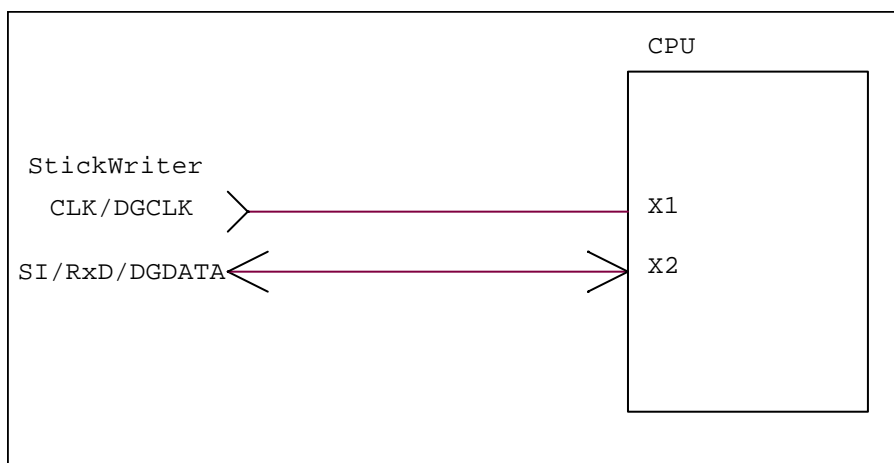 CPU
StickWriter
CLK/DGCLK
X1
SI/RxD/DGDATA
X2